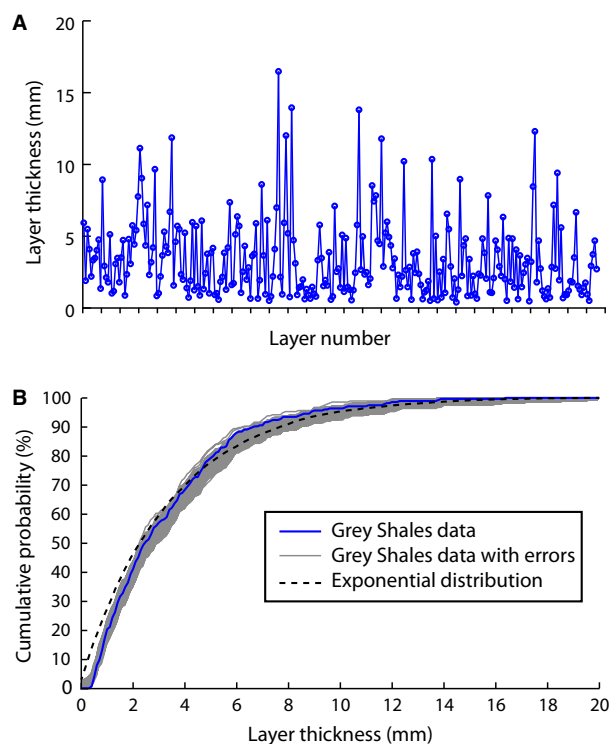 A
20
15
10
5
0
Layer thickness (mm)
Layer number
B
100
90
80
70
60
50
40
30
20
10
0
Cumulative probability (%)
Grey Shales data
Grey Shales data with errors
Exponential distribution
0 2 4 6 8 10 12 14 16 18 20
Layer thickness (mm)